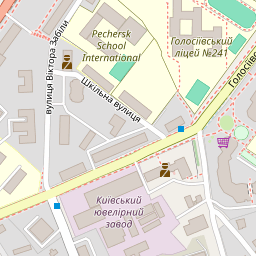 Pechersk
School
International
Голосіївський
ліцей №241
вулиця Віктора Забіли
Шкільна вулиця
Голосіїв
Київський
ювелірний
завод